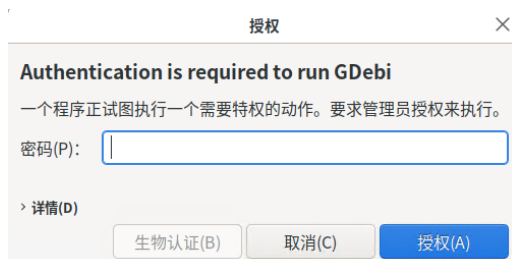 授权
Authentication is required to run GDebi
一个程序正试图执行一个需要特权的动作。要求管理员授权来执行。
密码(P):
详情(D)
生物认证(B) 取消(C) 授权(A)